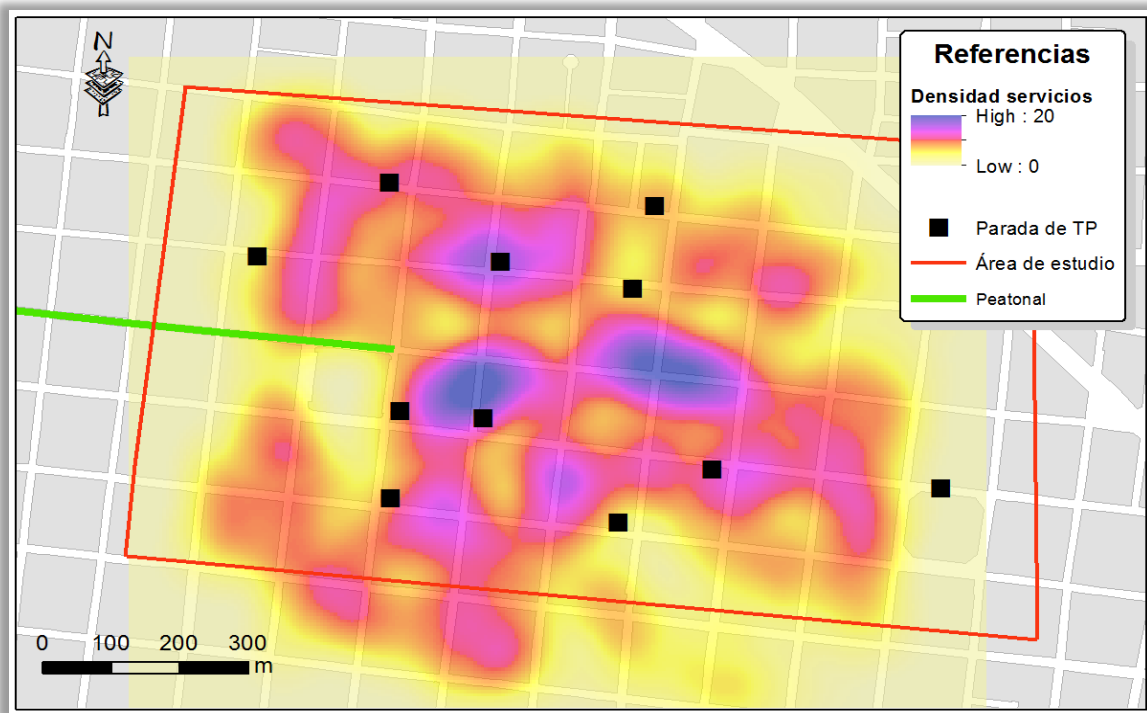 N
Referencias
Densidad servicios
High : 20
Low : 0
Parada de TP
Área de estudio
Peatonal
0 100 200 300
m